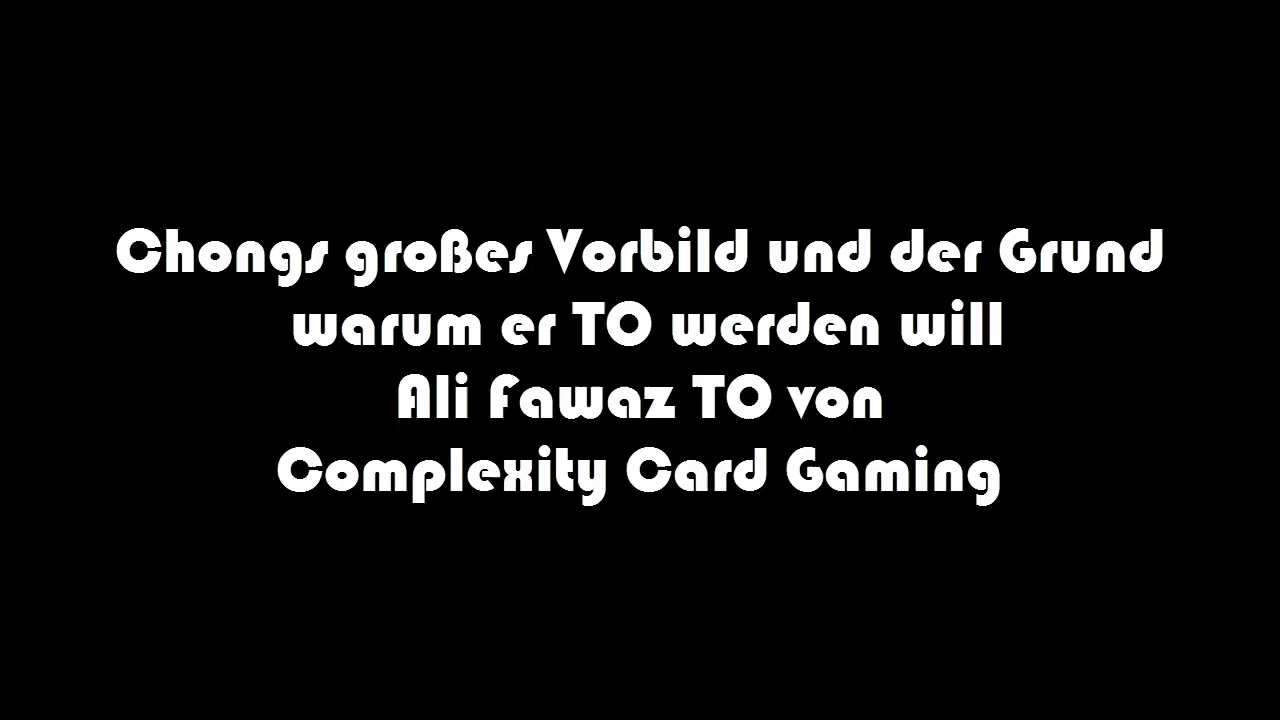 Chongs großes Vorbild und der Grund
warum er TO werden will
Ali Fawaz TO von
Complexity Card Gaming